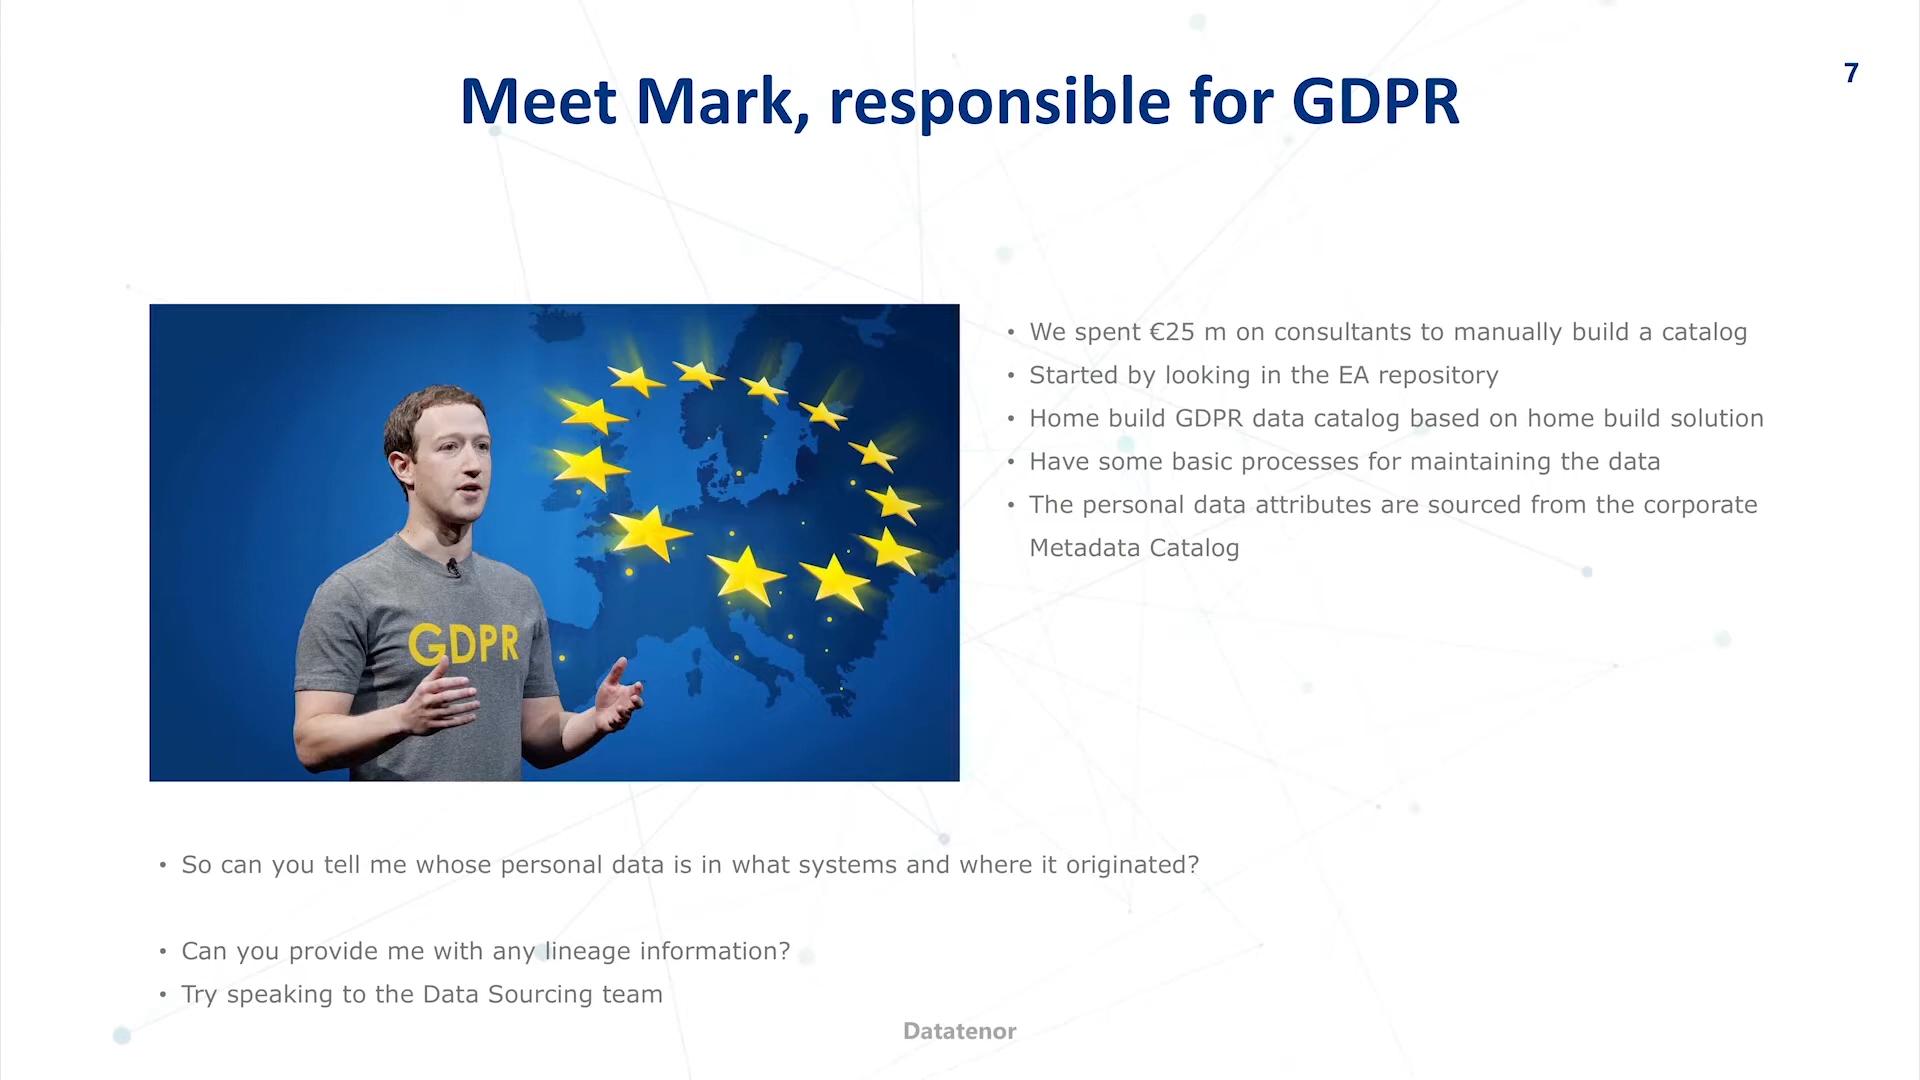 Meet Mark, responsible for GDPR
7
GDPR
• We spent €25 m on consultants to manually build a catalog
• Started by looking in the EA repository
• Home build GDPR data catalog based on home build solution
• Have some basic processes for maintaining the data
• The personal data attributes are sourced from the corporate
Metadata Catalog
• So can you tell me whose personal data is in what systems and where it originated?
• Can you provide me with any lineage information?
• Try speaking to the Data Sourcing team
Datatenor